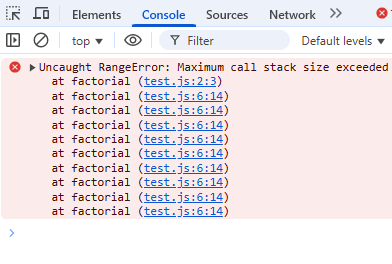 Elements Console Sources Network
top Filter Default levels
Uncaught RangeError: Maximum call stack size exceeded
at factorial (test.js:2:3)
at factorial (test.js:6:14)
at factorial (test.js:6:14)
at factorial (test.js:6:14)
at factorial (test.js:6:14)
at factorial (test.js:6:14)
at factorial (test.js:6:14)
at factorial (test.js:6:14)
at factorial (test.js:6:14)
at factorial (test.js:6:14)